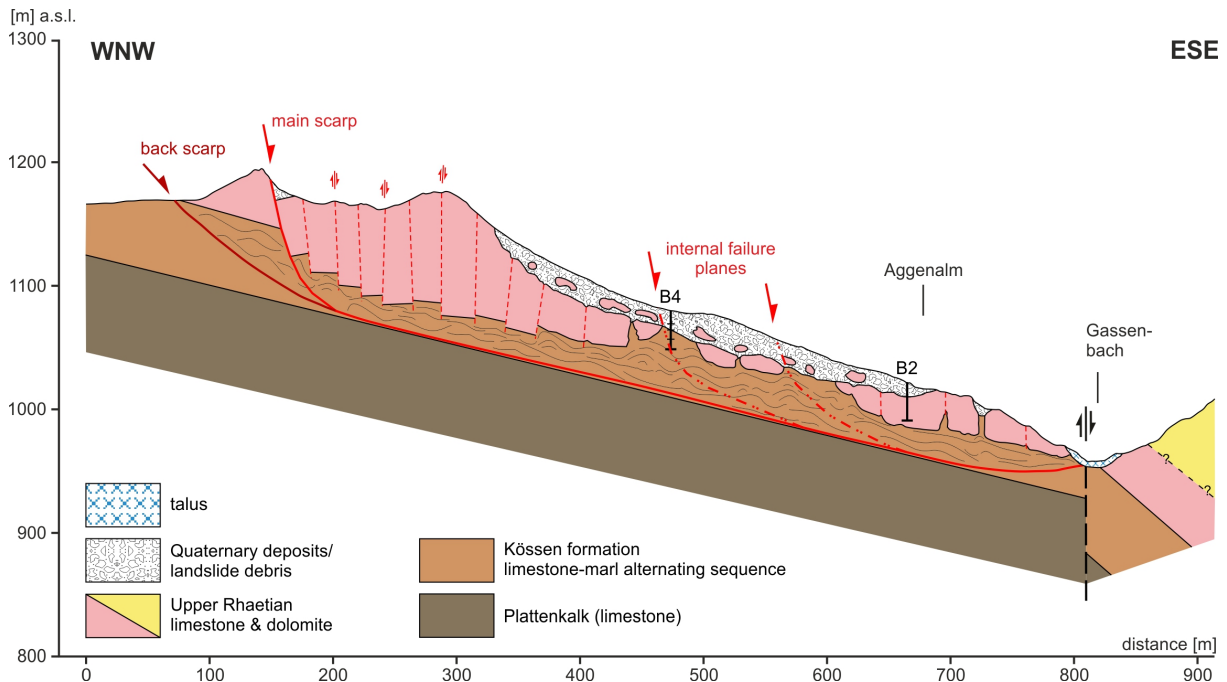 [m] a.s.l.
1300
WNW
ESE
main scarp
back scarp
1200
internal failure
planes
Aggenalm
B4
Gassen-
bach
1100
B2
1000
?
?
talus
900
Quaternary deposits/
landslide debris
Kössen formation
limestone-marl alternating sequence
Upper Rhaetian
limestone & dolomite
Plattenkalk (limestone)
distance [m]
800
0
100
200
300
400
500
600
700
800
900